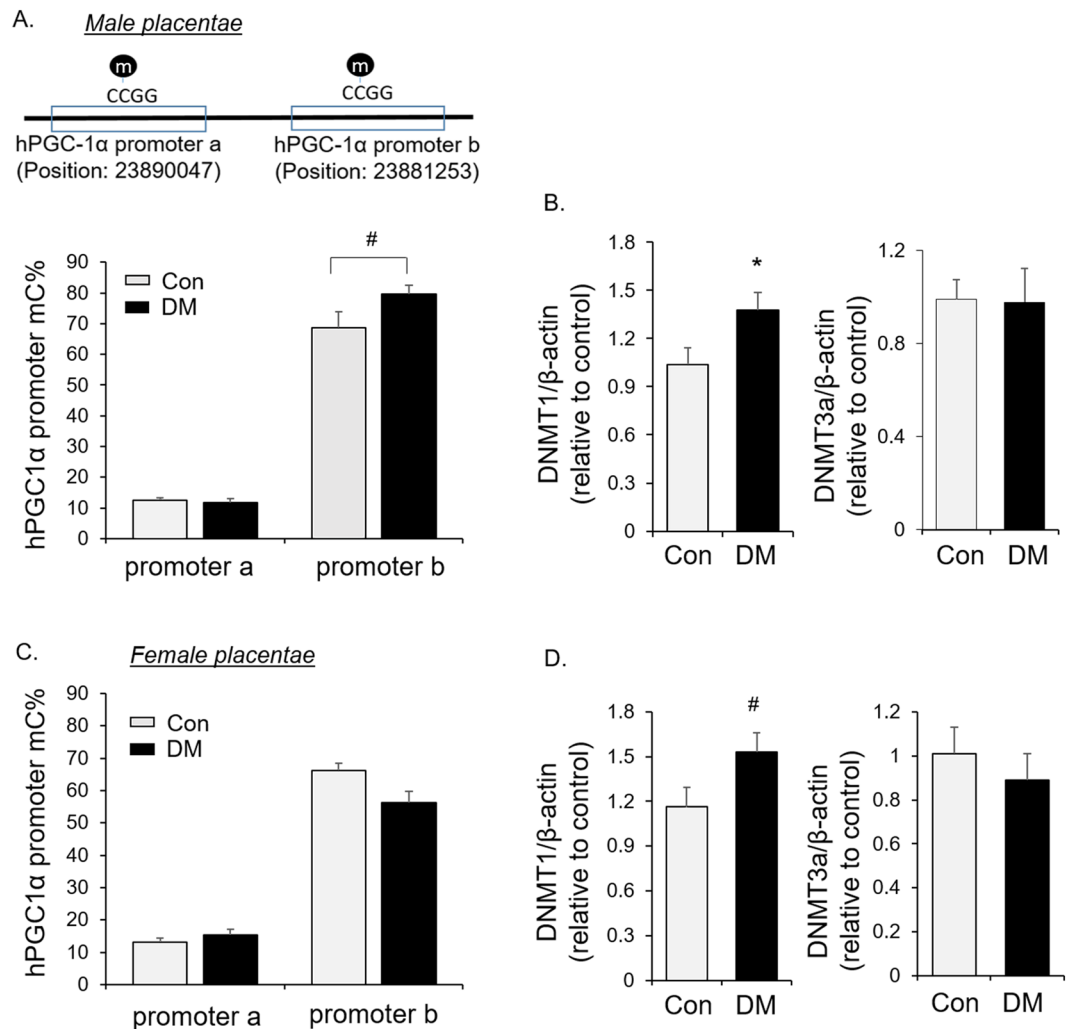 A.
Male placentae
m m
CCGG CCGG
hPGC-1α promoter a hPGC-1α promoter b
(Position: 23890047) (Position: 23881253)
hPGC1α promoter mC%
90
80
70
60
50
40
30
20
10
0
Con
DM
#
promoter a promoter b
B.
DNMT1/β-actin
(relative to control)
1.8
1.5
1.2
0.9
0.6
0.3
0
*
Con DM
DNMT3a/β-actin
(relative to control)
1.2
0.8
0.4
0
Con DM
C.
Female placentae
hPGC1α promoter mC%
90
80
70
60
50
40
30
20
10
0
Con
DM
promoter a promoter b
D.
DNMT1/β-actin
(relative to control)
1.8
1.5
1.2
0.9
0.6
0.3
0
#
Con DM
DNMT3a/β-actin
(relative to control)
1.2
1
0.8
0.6
0.4
0.2
0
Con DM